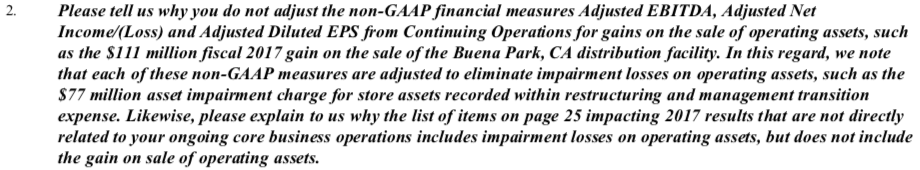 2. Please tell us why you do not adjust the non-GAAP financial measures Adjusted EBITDA, Adjusted Net
Income/(Loss) and Adjusted Diluted EPS from Continuing Operations for gains on the sale of operating assets, such
as the $111 million fiscal 2017 gain on the sale of the Buena Park, CA distribution facility. In this regard, we note
that each of these non-GAAP measures are adjusted to eliminate impairment losses on operating assets, such as the
$77 million asset impairment charge for store assets recorded within restructuring and management transition
expense. Likewise, please explain to us why the list of items on page 25 impacting 2017 results that are not directly
related to your ongoing core business operations includes impairment losses on operating assets, but does not include
the gain on sale of operating assets.